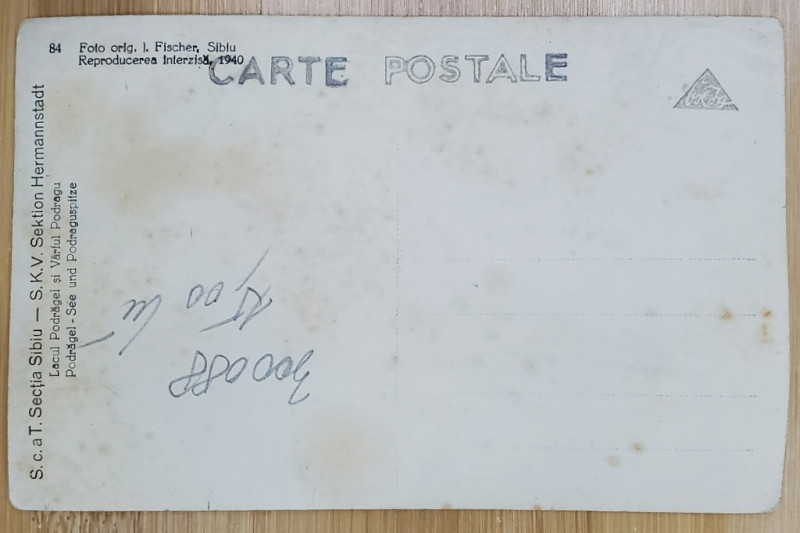 84 Foto orig. I. Fischer, Sibiu
Reproducerea interzisă, 1940
CARTE POSTALE
S. c. a T. Secția Sibiu — S. K. V. Sektion Hermannstadt
Lacul Podrăgel și Vârful Podragu
Podrăgel - See und Podraguspitze
lei